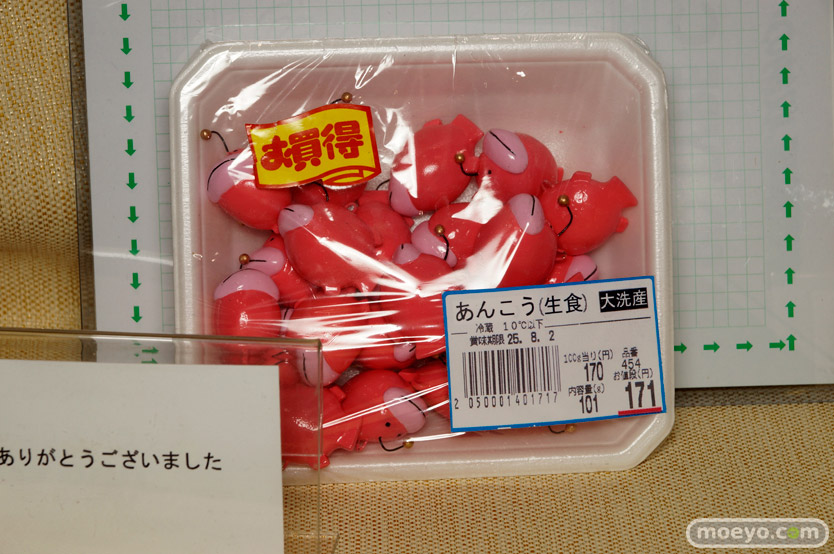 お買得
あんこう(生食) 大洗産
冷蔵 10℃以下
賞味期限 25. 8. 2
100g当り(円) 品番
170 454
お値段(円)
内容量(g) 171
101
2 050001 401717
ありがとうございました
moeyo.com